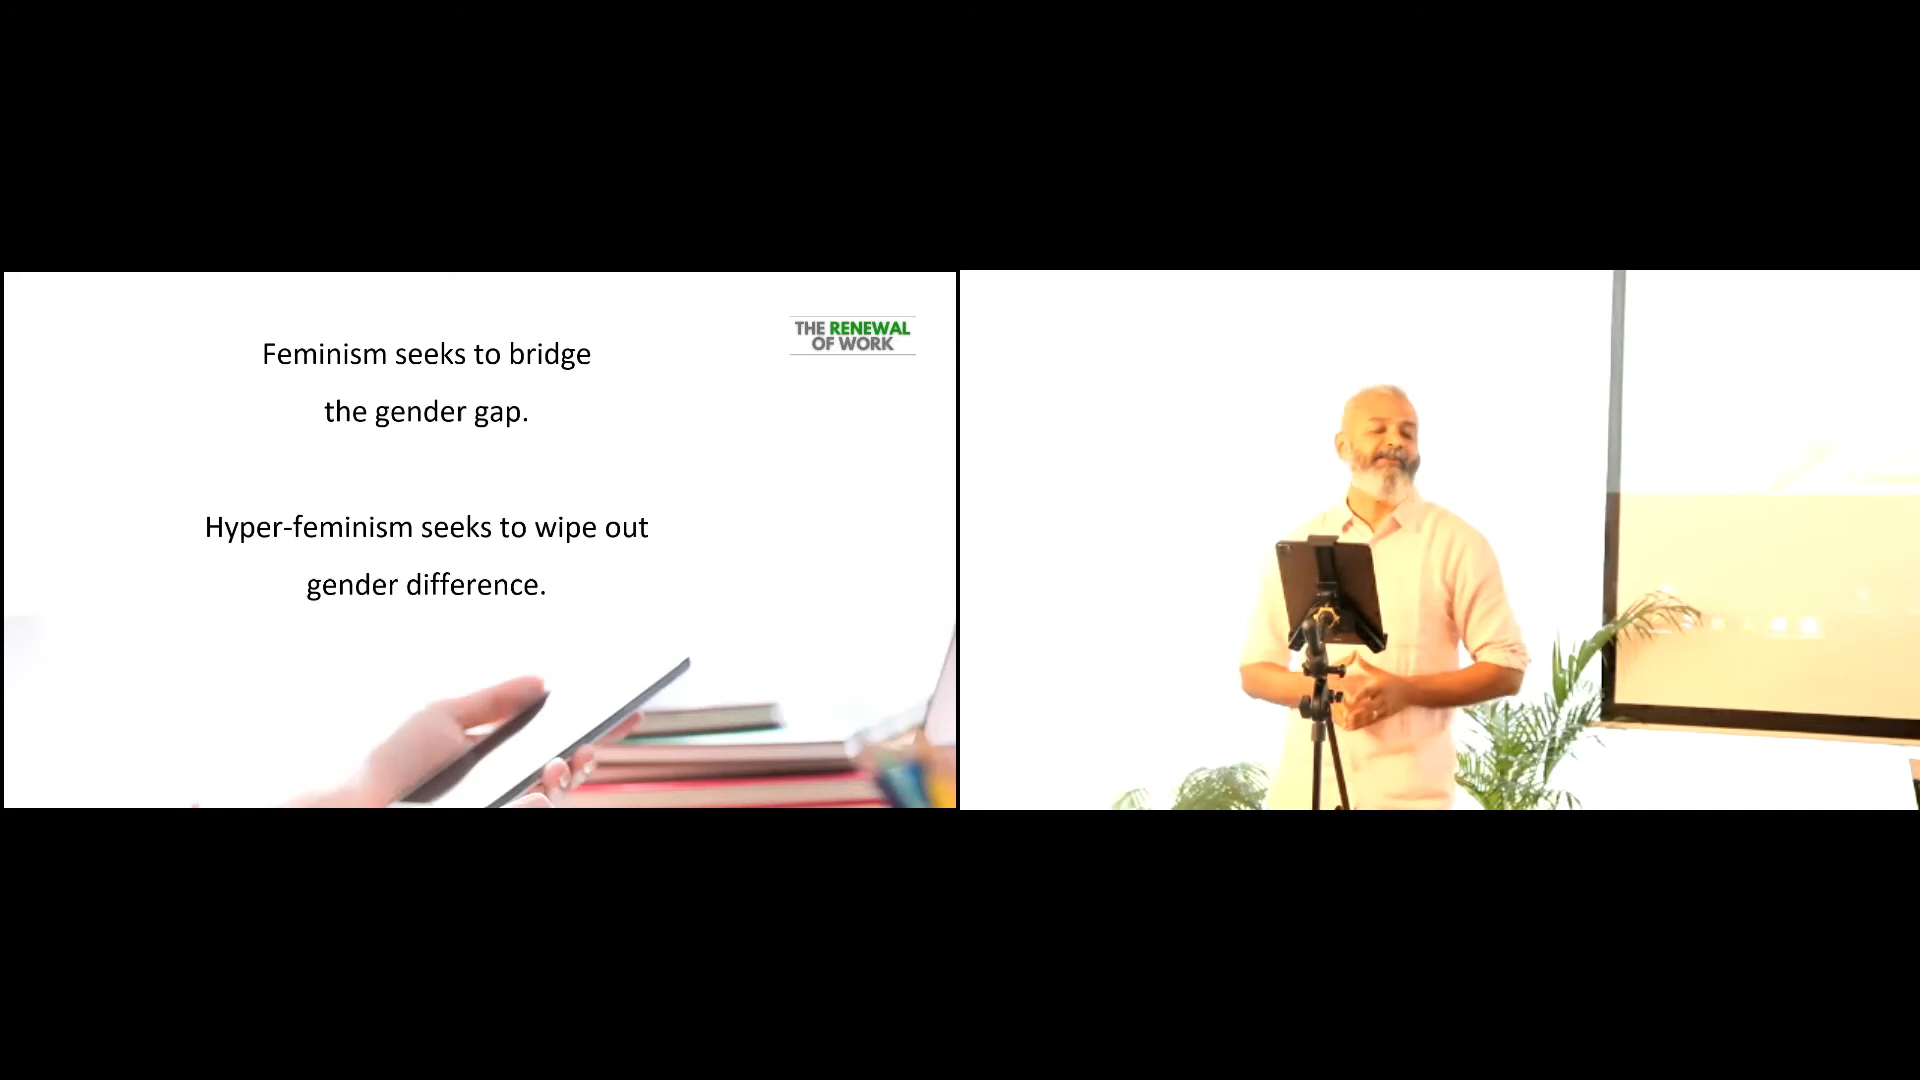 Feminism seeks to bridge
the gender gap.
Hyper-feminism seeks to wipe out
gender difference.
THE RENEWAL
OF WORK